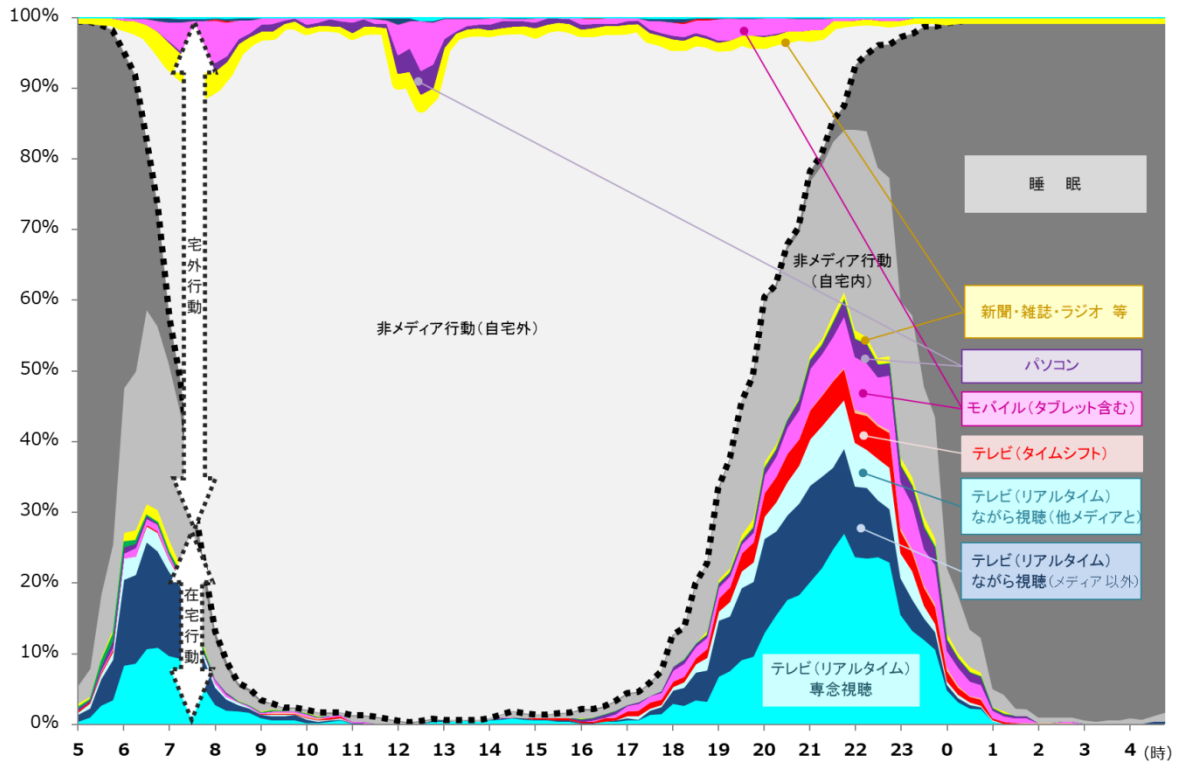 100%
90%
80%
70%
60%
50%
40%
30%
20%
10%
0%
宅外行動
在宅行動
非メディア行動(自宅外)
非メディア行動
(自宅内)
睡 眠
新聞・雑誌・ラジオ 等
パソコン
モバイル(タブレット含む)
テレビ(タイムシフト)
テレビ(リアルタイム)
ながら視聴(他メディアと)
テレビ(リアルタイム)
ながら視聴(メディア以外)
テレビ(リアルタイム)
専念視聴
5 6 7 8 9 10 11 12 13 14 15 16 17 18 19 20 21 22 23 0 1 2 3 4 (時)